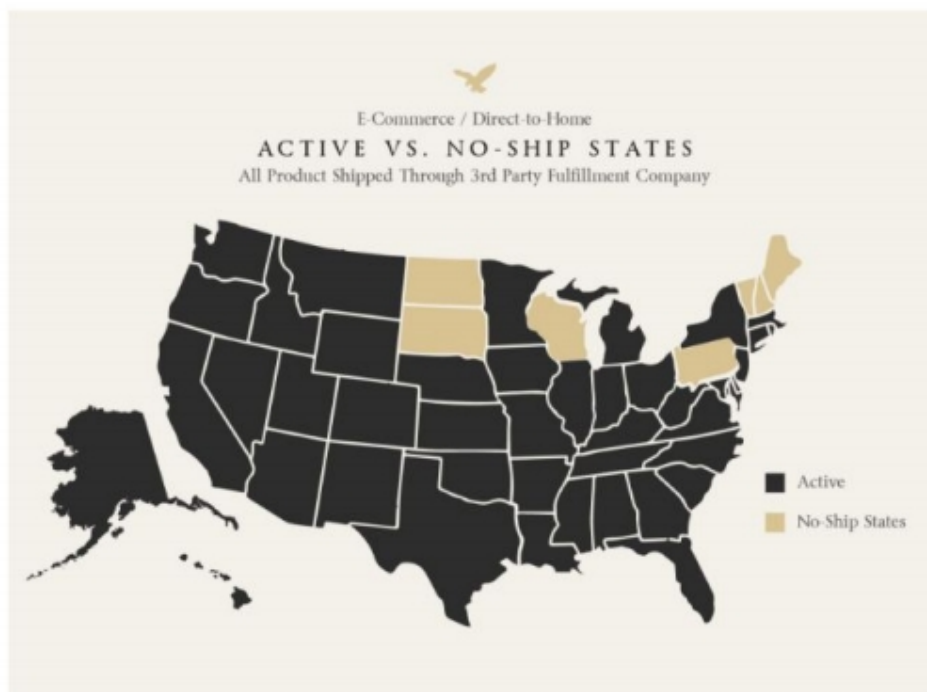 E-Commerce / Direct-to-Home
ACTIVE VS. NO-SHIP STATES
All Product Shipped Through 3rd Party Fulfillment Company
Active
No-Ship States